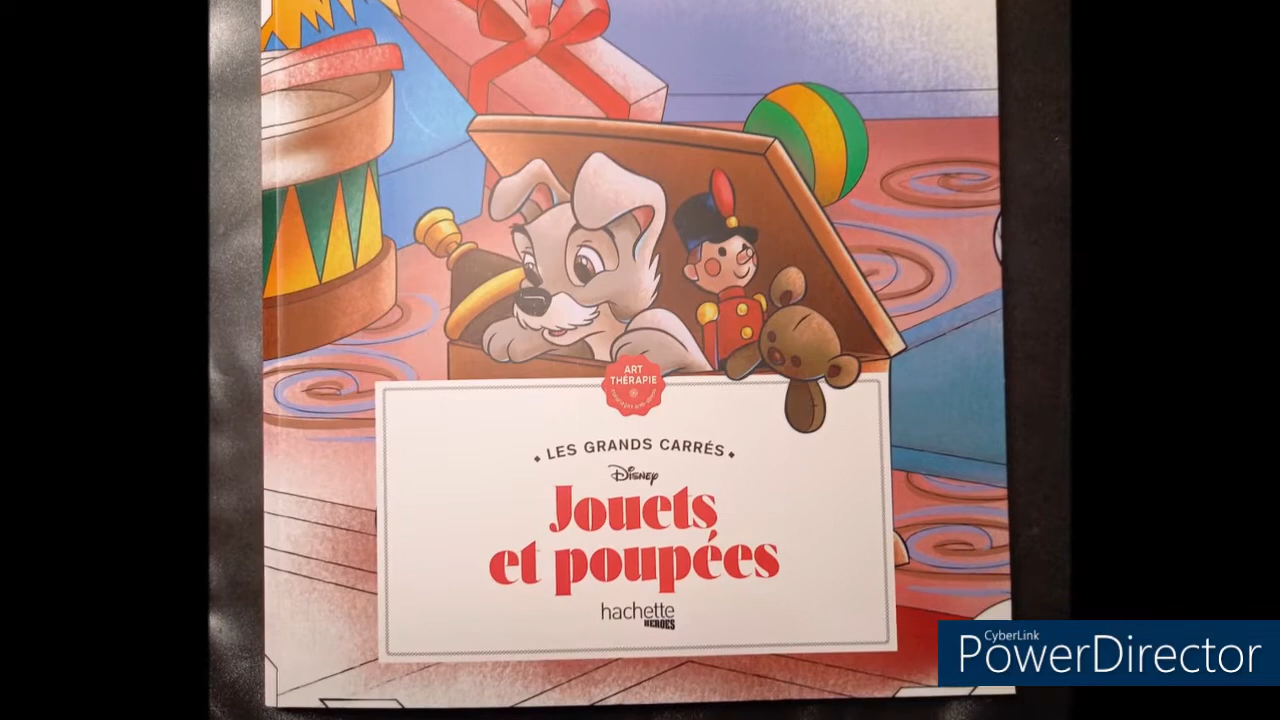 ART
THÉRAPIE
LES GRANDS CARRÉS
Disney
Jouets
et poupées
hachette
HEROES
CyberLink
PowerDirector